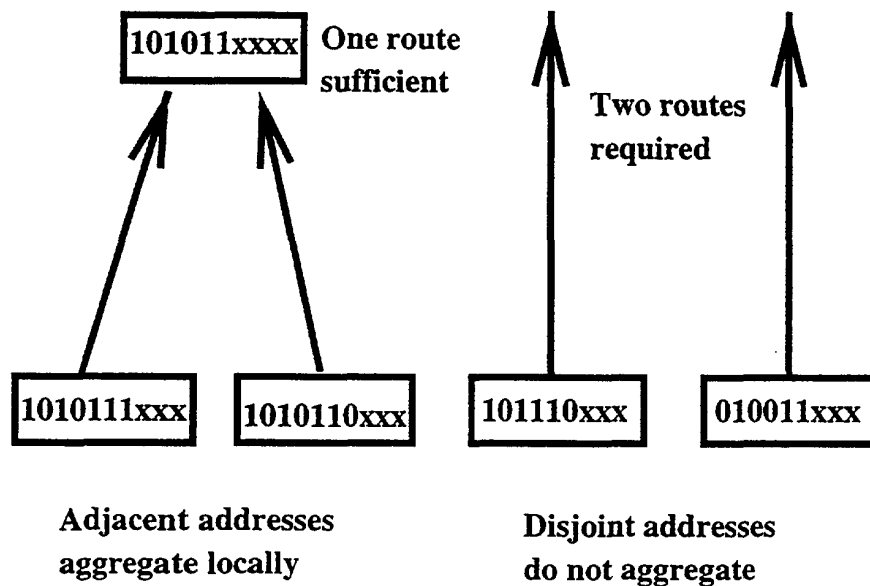 101011xxxx
One route
sufficient
Two routes
required
1010111xxx
1010110xxx
101110xxx
010011xxx
Adjacent addresses
aggregate locally
Disjoint addresses
do not aggregate